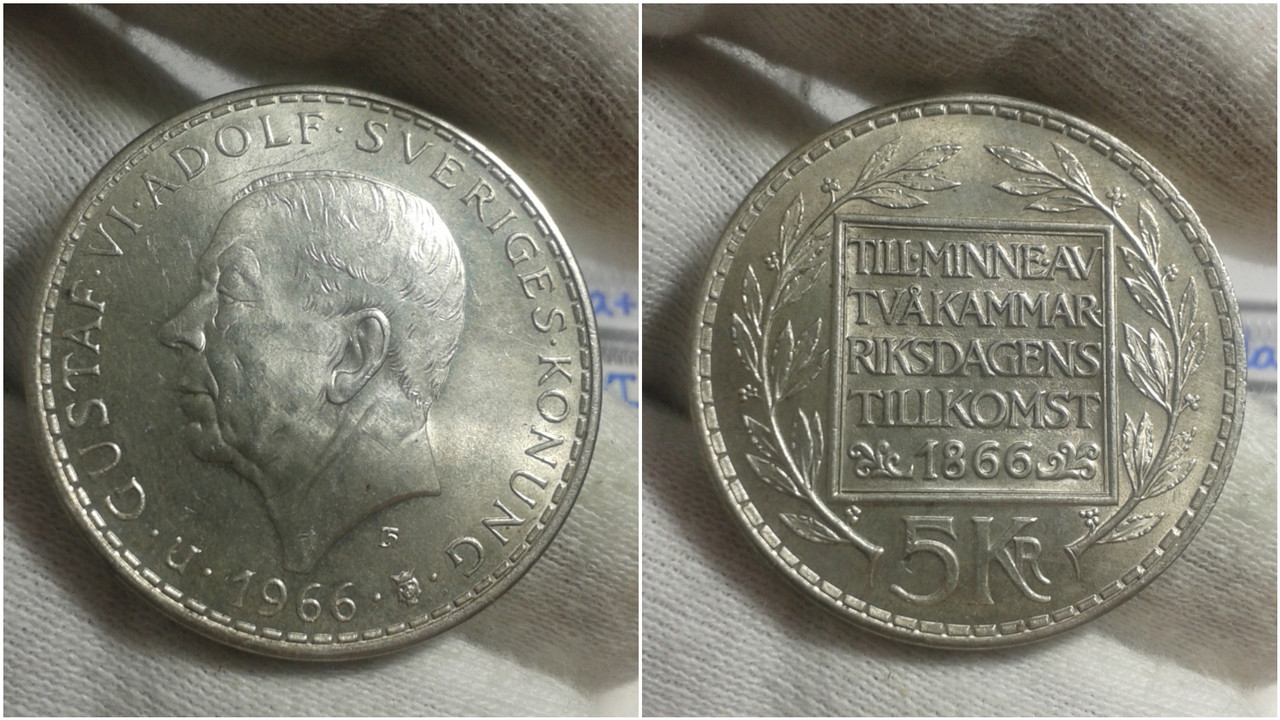 GUSTAF·VI·ADOLF·SVERIGES·KONUNG·
U·1966·
TILL·MINNE·AV
TVÅKAMMAR·
RIKSDAGENS
TILLKOMST
1866
5 KR